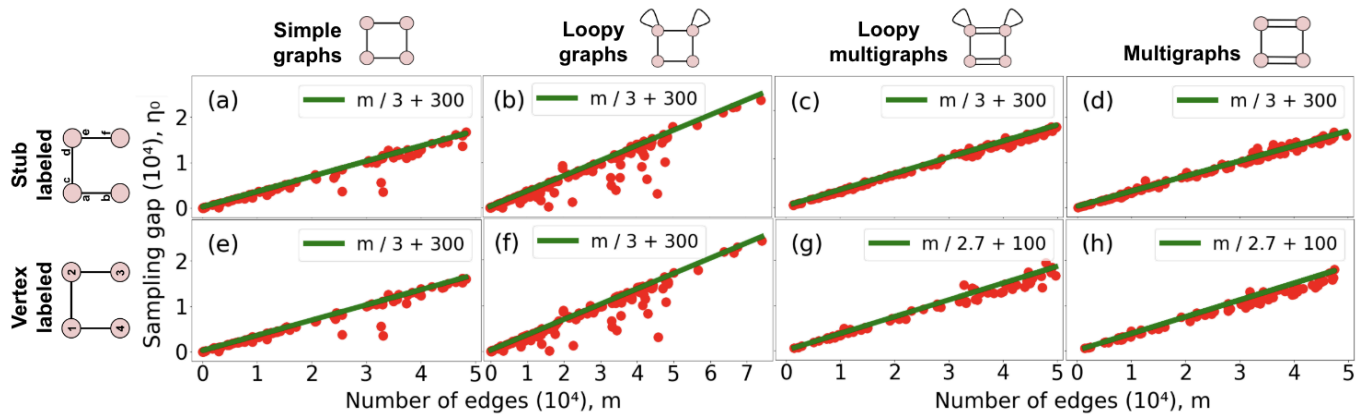 Simple
graphs
Loopy
graphs
Loopy
multigraphs
Multigraphs
Stub
labeled
e
f
d
c
a
b
Vertex
labeled
2
3
1
4
Sampling gap (10⁴), η₀
(a)
m / 3 + 300
2
1
0
(b)
m / 3 + 300
(c)
m / 3 + 300
(d)
m / 3 + 300
(e)
m / 3 + 300
2
1
0
(f)
m / 3 + 300
(g)
m / 2.7 + 100
(h)
m / 2.7 + 100
0 1 2 3 4 5
0 1 2 3 4 5 6 7
0 1 2 3 4 5
0 1 2 3 4 5
Number of edges (10⁴), m
Number of edges (10⁴), m